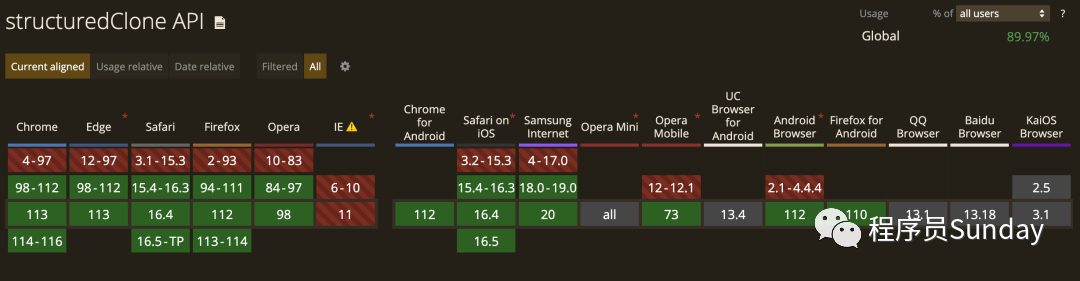 structuredClone API
Usage % of all users ?
Global 89.97%
Current aligned Usage relative Date relative Filtered All
Chrome Edge * Safari Firefox Opera IE * Chrome for Android Safari on iOS * Samsung Internet Opera Mini * Opera Mobile * UC Browser for Android Android Browser * Firefox for Android QQ Browser Baidu Browser KaiOS Browser
4-97 12-97 3.1-15.3 2-93 10-83 3.2-15.3 4-17.0
98-112 98-112 15.4-16.3 94-111 84-97 6-10 15.4-16.3 18.0-19.0 12-12.1 2.1-4.4.4 2.5
113 113 16.4 112 98 11 112 16.4 20 all 73 13.4 112 110 13.1 13.18 3.1
114-116 16.5-TP 113-114 16.5
程序员Sunday